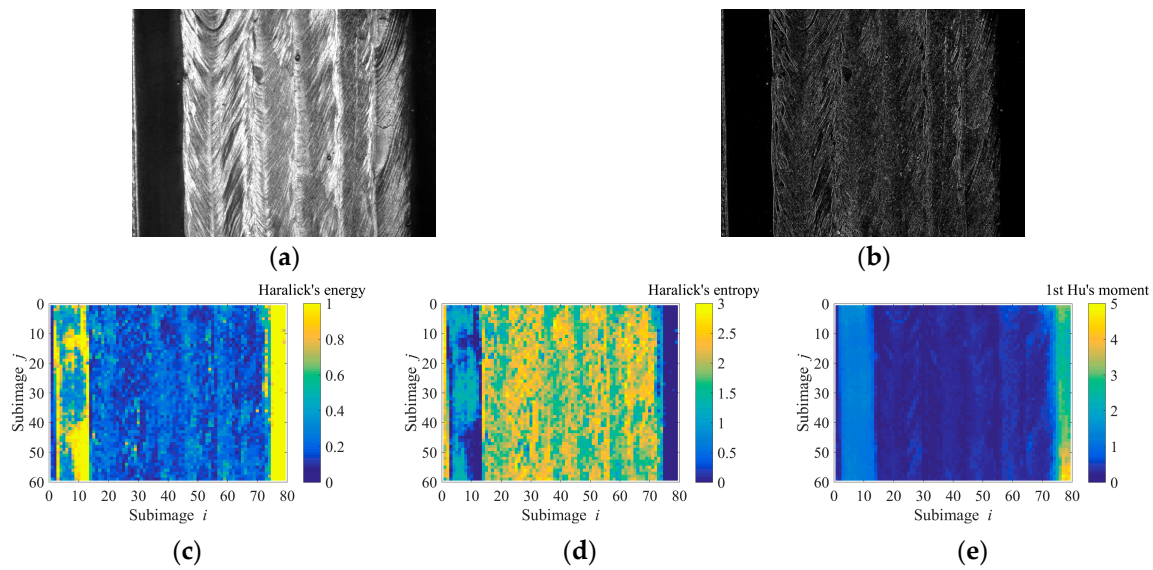 (a)
(b)
Haralick's energy
0
10
20
30
40
50
60
Subimage j
0 10 20 30 40 50 60 70 80
Subimage i
1
0.8
0.6
0.4
0.2
0
(c)
Haralick's entropy
0
10
20
30
40
50
60
Subimage j
0 10 20 30 40 50 60 70 80
Subimage i
3
2.5
2
1.5
1
0.5
0
(d)
1st Hu's moment
0
10
20
30
40
50
60
Subimage j
0 10 20 30 40 50 60 70 80
Subimage i
5
4
3
2
1
0
(e)